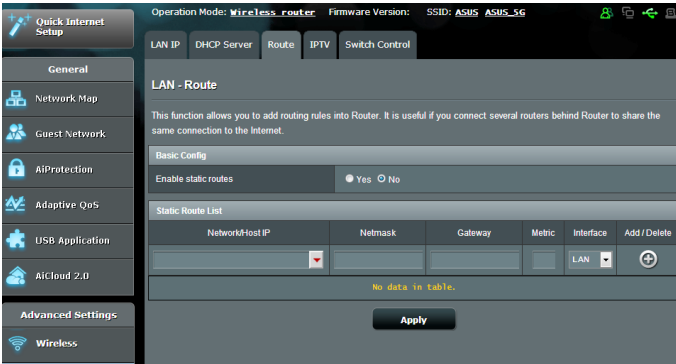 Quick Internet
Setup
Operation Mode: Wireless router Firmware Version: SSID: ASUS ASUS_5G
LAN IP DHCP Server Route IPTV Switch Control
General
Network Map
Guest Network
AiProtection
Adaptive QoS
USB Application
AiCloud 2.0
Advanced Settings
Wireless
LAN - Route
This function allows you to add routing rules into Router. It is useful if you connect several routers behind Router to share the
same connection to the Internet.
Basic Config
Enable static routes Yes No
Static Route List
Network/Host IP Netmask Gateway Metric Interface Add / Delete
LAN
No data in table.
Apply